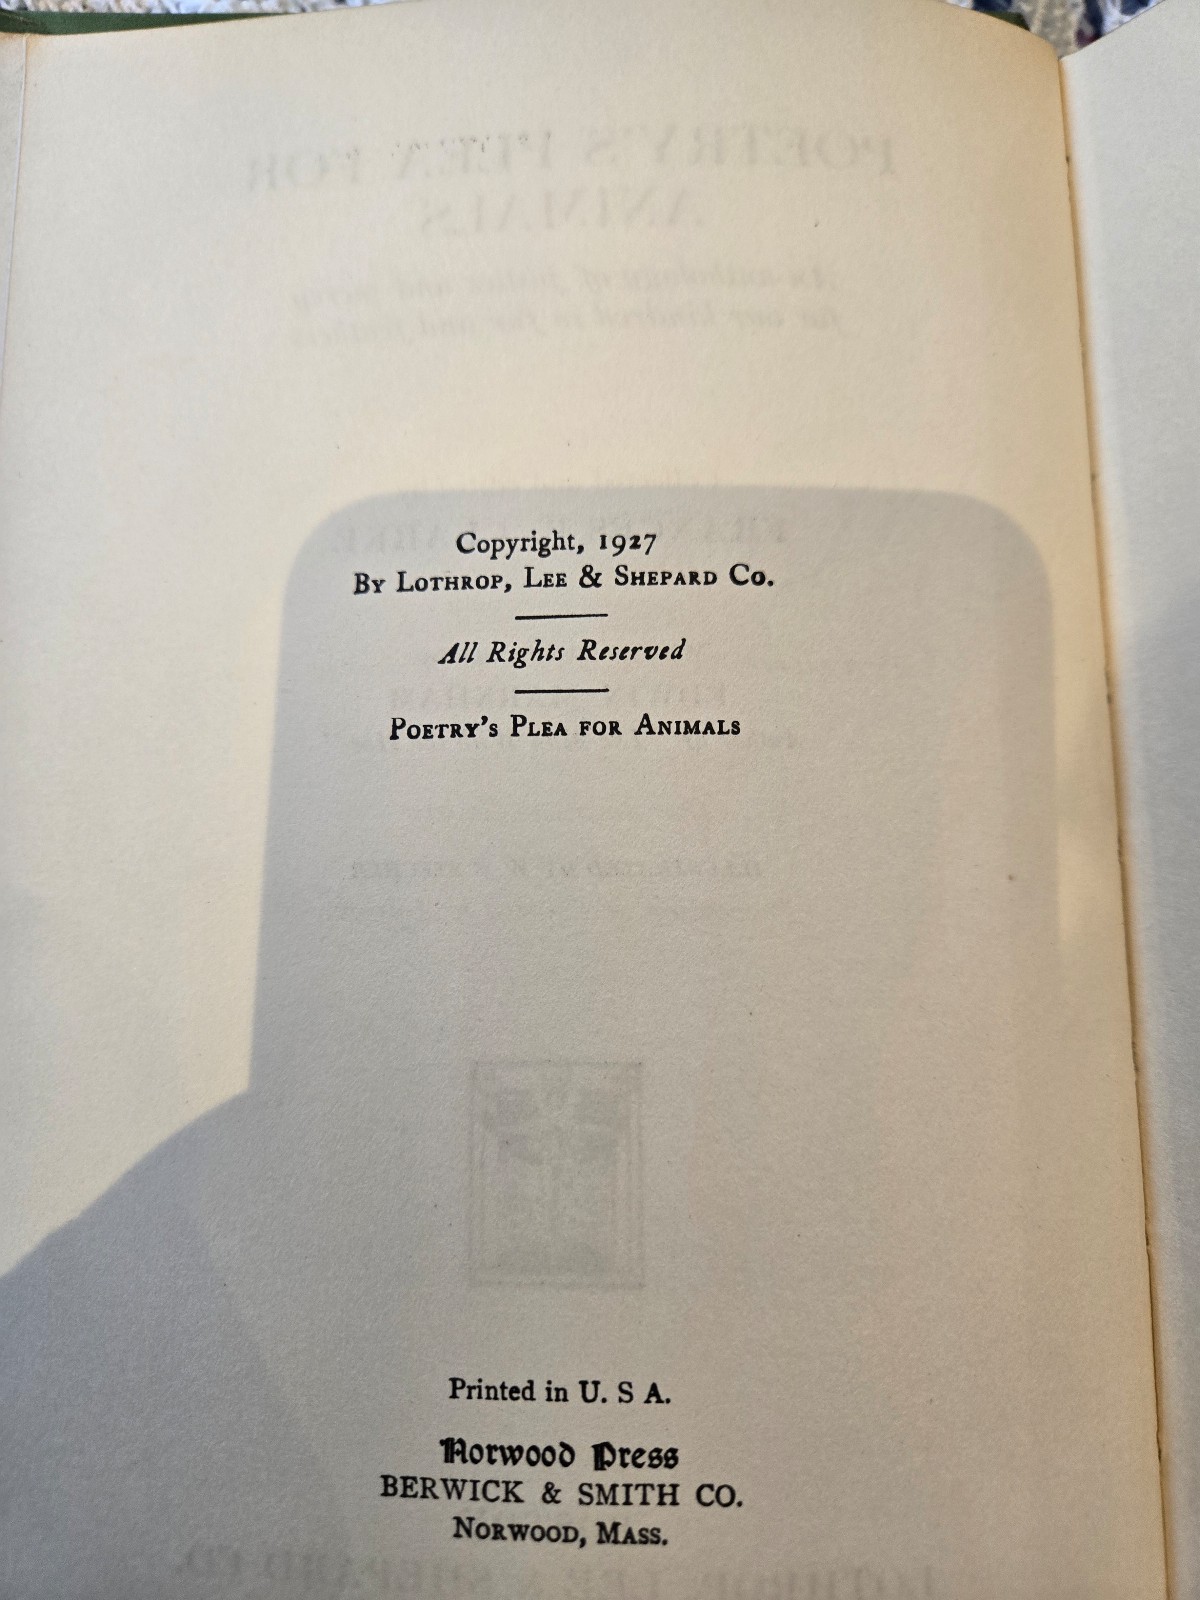 Copyright, 1927
By Lothrop, Lee & Shepard Co.
All Rights Reserved
Poetry's Plea for Animals
Printed in U. S A.
Norwood Press
BERWICK & SMITH CO.
Norwood, Mass.